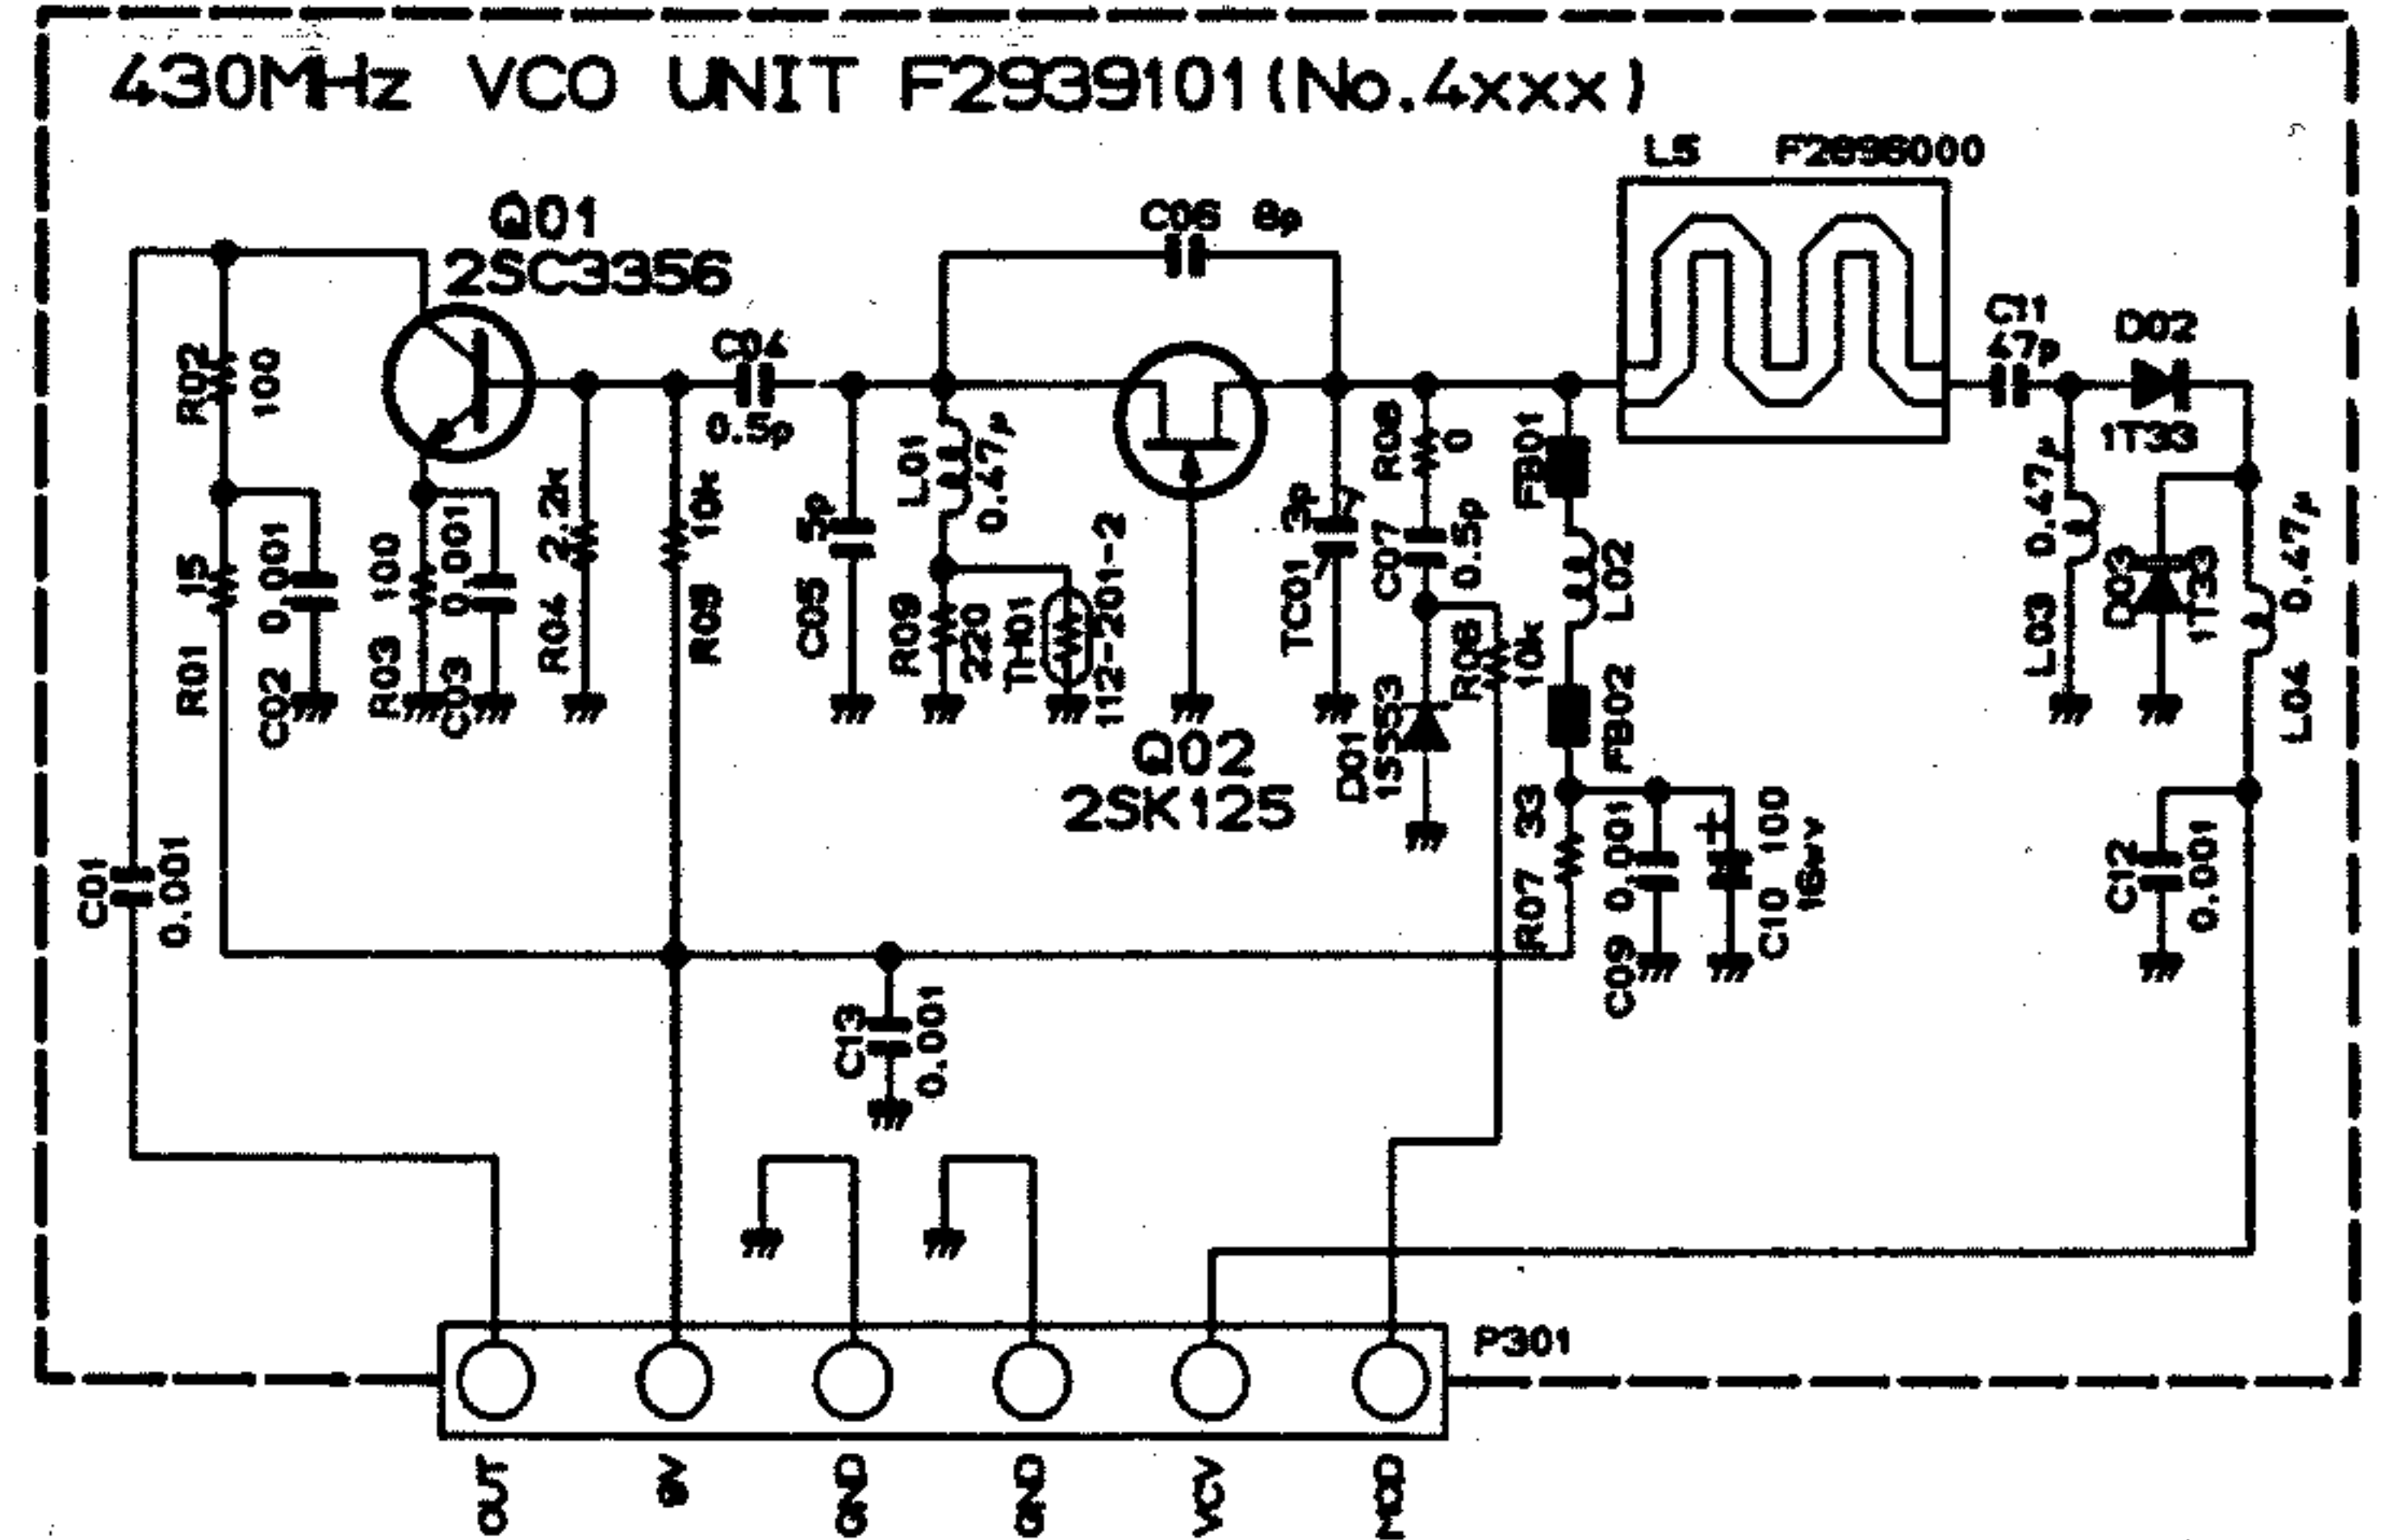 430MHz VCO UNIT F2939101(No.4xxx)
L5
Q01
2SC3356
C06 8p
C11
47p
D02
1T33
R02
100
C04
0.5p
L01
0.47μ
R06
0
FB01
L03 0.47μ
D03
1T33
L04 0.47μ
R01 15
C02 0.001
R03 100
C03 0.001
R04 2.2k
10k
R05
C05 5p
R09
220
TH01
112-201-2
Q02
2SK125
TC01 3p
C07
0.5p
R08
10k
D01
1SS53
L02
FB02
R07 33
C09 0.001
+
C10 100
16wv
C12
0.001
C01
0.001
C13
0.001
P301
OUT
GND
GND
VCV
MOD